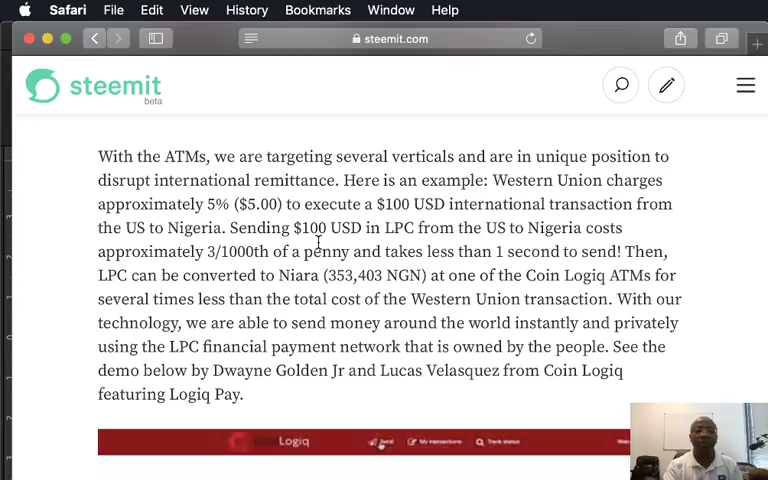 Safari File Edit View History Bookmarks Window Help
steemit.com
steemit
beta
With the ATMs, we are targeting several verticals and are in unique position to
disrupt international remittance. Here is an example: Western Union charges
approximately 5% ($5.00) to execute a $100 USD international transaction from
the US to Nigeria. Sending $100 USD in LPC from the US to Nigeria costs
approximately 3/1000th of a penny and takes less than 1 second to send! Then,
LPC can be converted to Niara (353,403 NGN) at one of the Coin Logiq ATMs for
several times less than the total cost of the Western Union transaction. With our
technology, we are able to send money around the world instantly and privately
using the LPC financial payment network that is owned by the people. See the
demo below by Dwayne Golden Jr and Lucas Velasquez from Coin Logiq
featuring Logiq Pay.
Logiq Send My transactions Track status